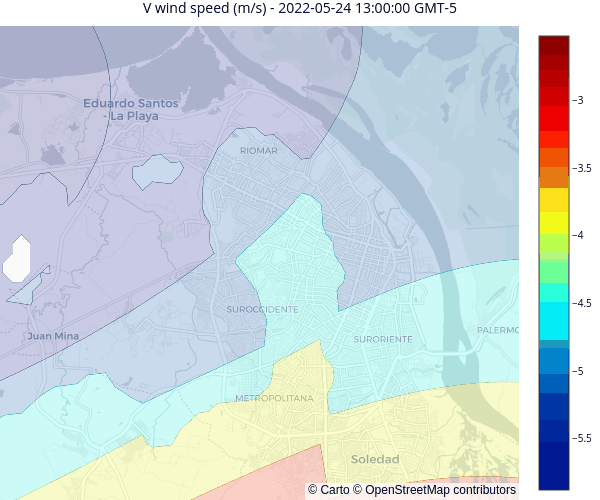 V wind speed (m/s) - 2022-05-24 13:00:00 GMT-5
Eduardo Santos
- La Playa
RIOMAR
SUROCCIDENTE
SURORIENTE
PALERMO
Juan Mina
METROPOLITANA
Soledad
−3
−3.5
−4
−4.5
−5
−5.5
© Carto © OpenStreetMap contributors